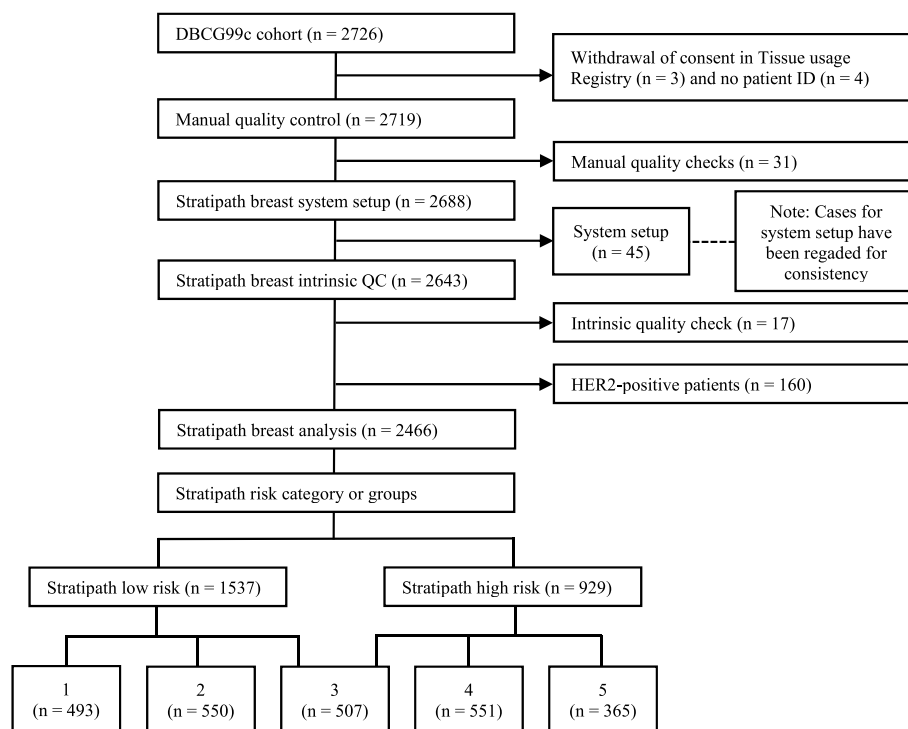 DBCG99c cohort (n = 2726)
Withdrawal of consent in Tissue usage
Registry (n = 3) and no patient ID (n = 4)
Manual quality control (n = 2719)
Manual quality checks (n = 31)
Stratipath breast system setup (n = 2688)
System setup
(n = 45)
Note: Cases for
system setup have
been regaded for
consistency
Stratipath breast intrinsic QC (n = 2643)
Intrinsic quality check (n = 17)
HER2-positive patients (n = 160)
Stratipath breast analysis (n = 2466)
Stratipath risk category or groups
Stratipath low risk (n = 1537)
Stratipath high risk (n = 929)
1
(n = 493)
2
(n = 550)
3
(n = 507)
4
(n = 551)
5
(n = 365)